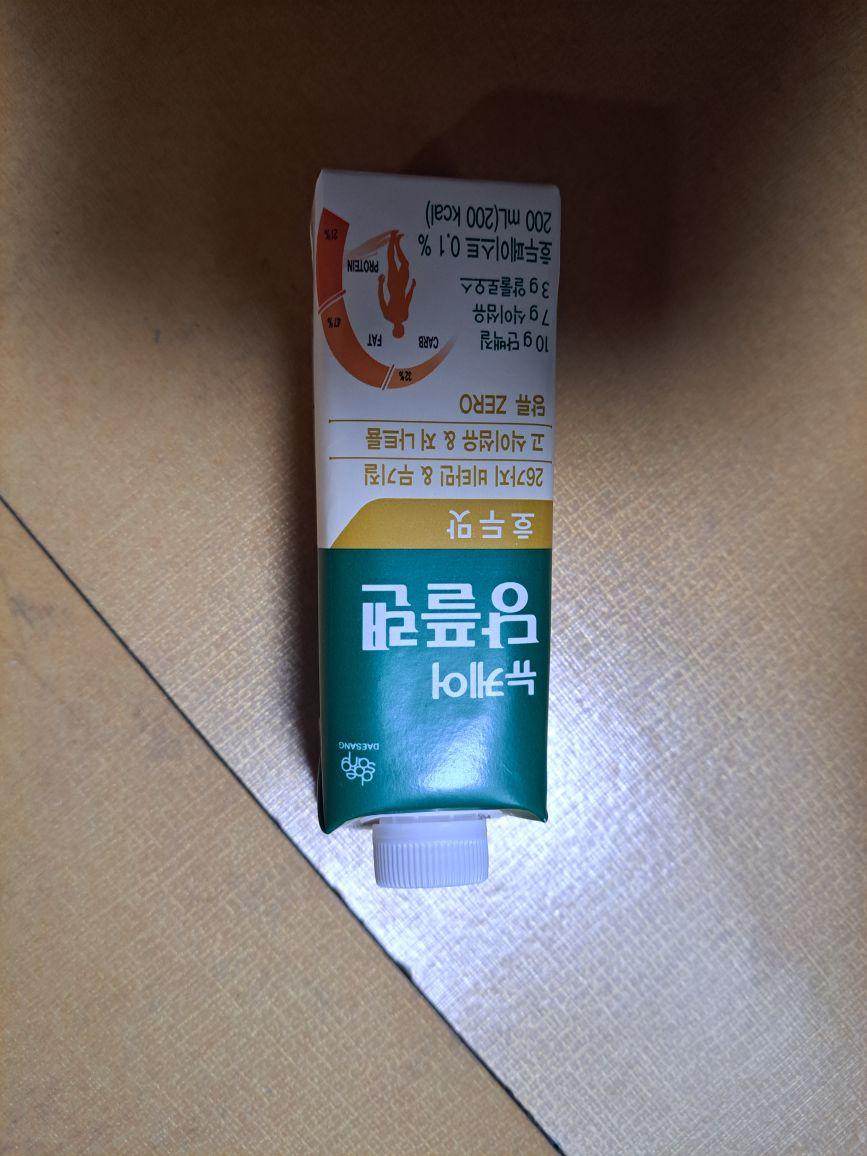 daesang
DAESANG
뉴케어
당플랜
호두맛
26가지 비타민 & 무기질
고 식이섬유 & 저 나트륨
당류 ZERO
10 g 단백질
7 g 식이섬유
3 g 알룰로오스
호두페이스트 0.1 %
200 mL(200 kcal)
32%
CARB
FAT
47%
PROTEIN
21%